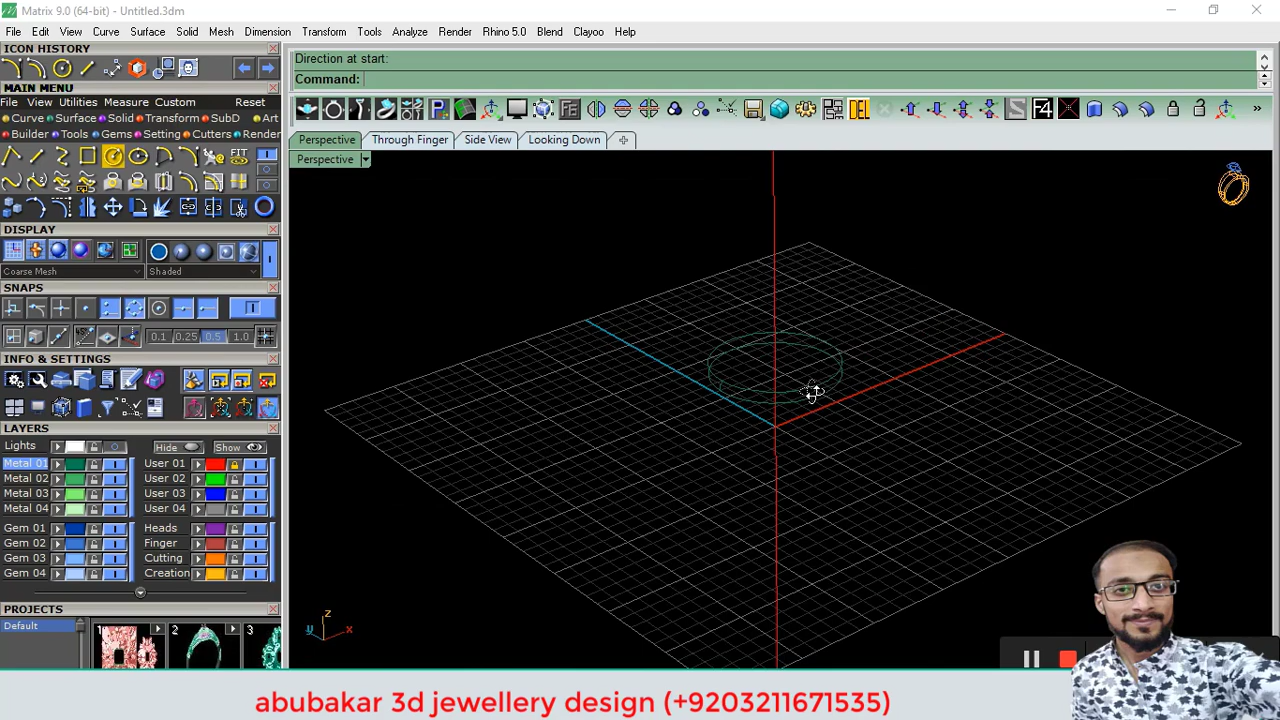 Matrix 9.0 (64-bit) - Untitled.3dm
File Edit View Curve Surface Solid Mesh Dimension Transform Tools Analyze Render Rhino 5.0 Blend Clayoo Help
ICON HISTORY
Direction at start:
Command:
MAIN MENU
File View Utilities Measure Custom Reset
Curve Surface Solid Transform SubD Art
Builder Tools Gems Setting Cutters Render
FIT
F4
DEL
Perspective Through Finger Side View Looking Down
Perspective
DISPLAY
Coarse Mesh Shaded
SNAPS
0.1 0.25 0.5 1.0
INFO & SETTINGS
LAYERS
Lights Hide Show
Metal 01 User 01
Metal 02 User 02
Metal 03 User 03
Metal 04 User 04
Gem 01 Heads
Gem 02 Finger
Gem 03 Cutting
Gem 04 Creation
PROJECTS
Default
1 2 3
z
y x
abubakar 3d jewellery design (+9203211671535)